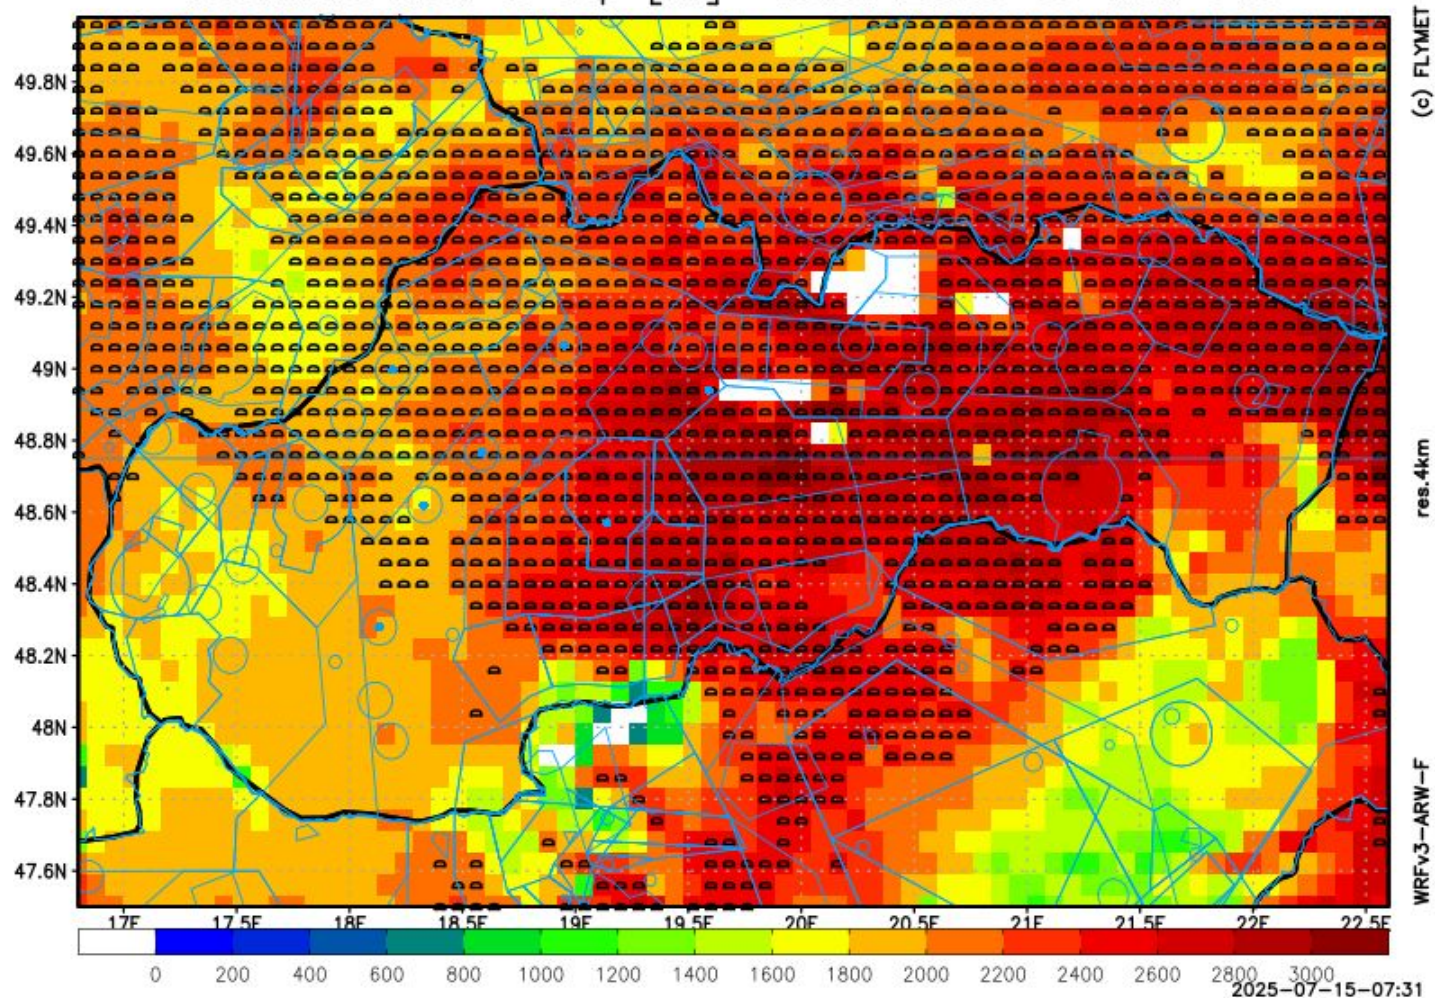 49.8N
49.6N
49.4N
49.2N
49N
48.8N
48.6N
48.4N
48.2N
48N
47.8N
47.6N
17E 17.5E 18E 18.5E 19E 19.5E 20E 20.5E 21E 21.5E 22E 22.5E
0 200 400 600 800 1000 1200 1400 1600 1800 2000 2200 2400 2600 2800 3000
2025-07-15-07:31
(c) FLYMET
res.4km
WRFv3-ARW-F